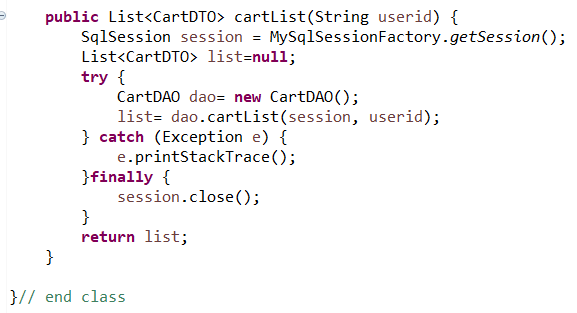 public List<CartDTO> cartList(String userid) {
SqlSession session = MySqlSessionFactory.getSession();
List<CartDTO> list=null;
try {
CartDAO dao= new CartDAO();
list= dao.cartList(session, userid);
} catch (Exception e) {
e.printStackTrace();
}finally {
session.close();
}
return list;
}
}// end class